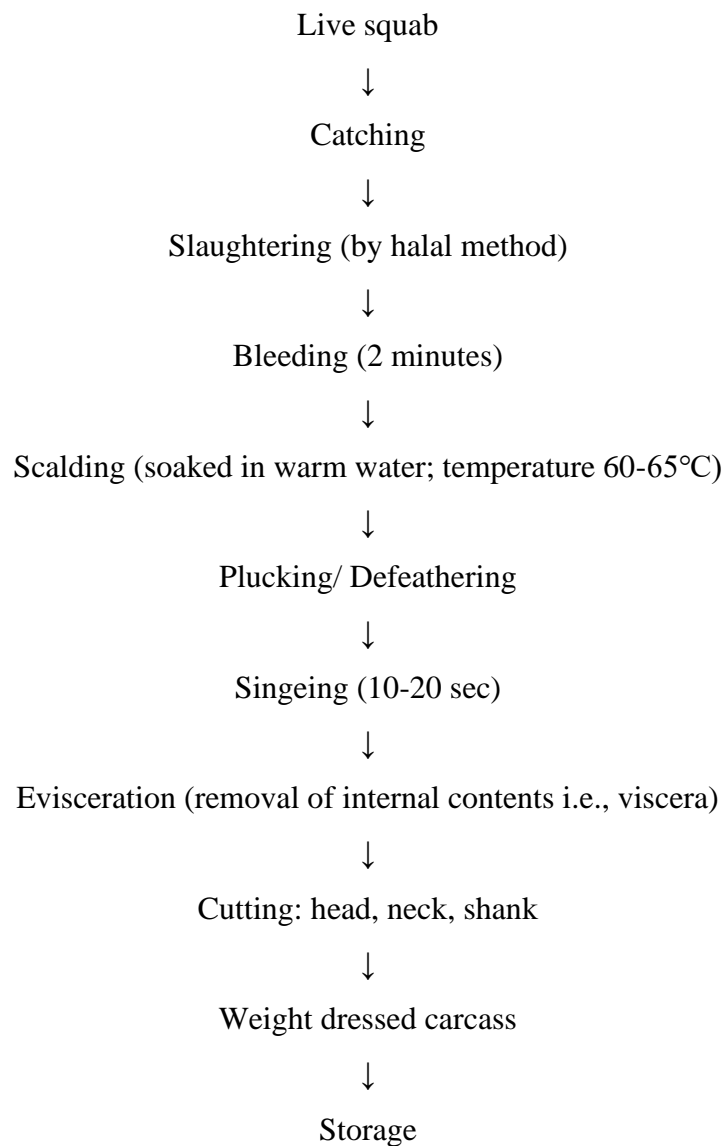 Live squab
↓
Catching
↓
Slaughtering (by halal method)
↓
Bleeding (2 minutes)
↓
Scalding (soaked in warm water; temperature 60-65℃)
↓
Plucking/ Defeathering
↓
Singeing (10-20 sec)
↓
Evisceration (removal of internal contents i.e., viscera)
↓
Cutting: head, neck, shank
↓
Weight dressed carcass
↓
Storage